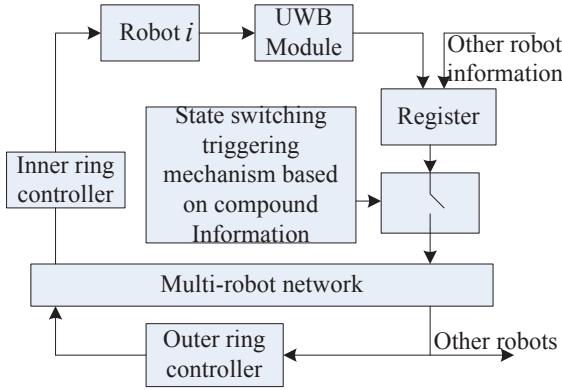 Robot i
UWB
Module
Other robot
information
State switching
triggering
mechanism based
on compound
Information
Register
Inner ring
controller
Multi-robot network
Outer ring
controller
Other robots